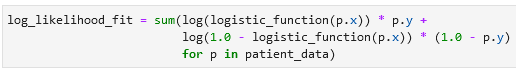 log_likelihood_fit = sum(log(logistic_function(p.x)) * p.y +
log(1.0 - logistic_function(p.x)) * (1.0 - p.y)
for p in patient_data)